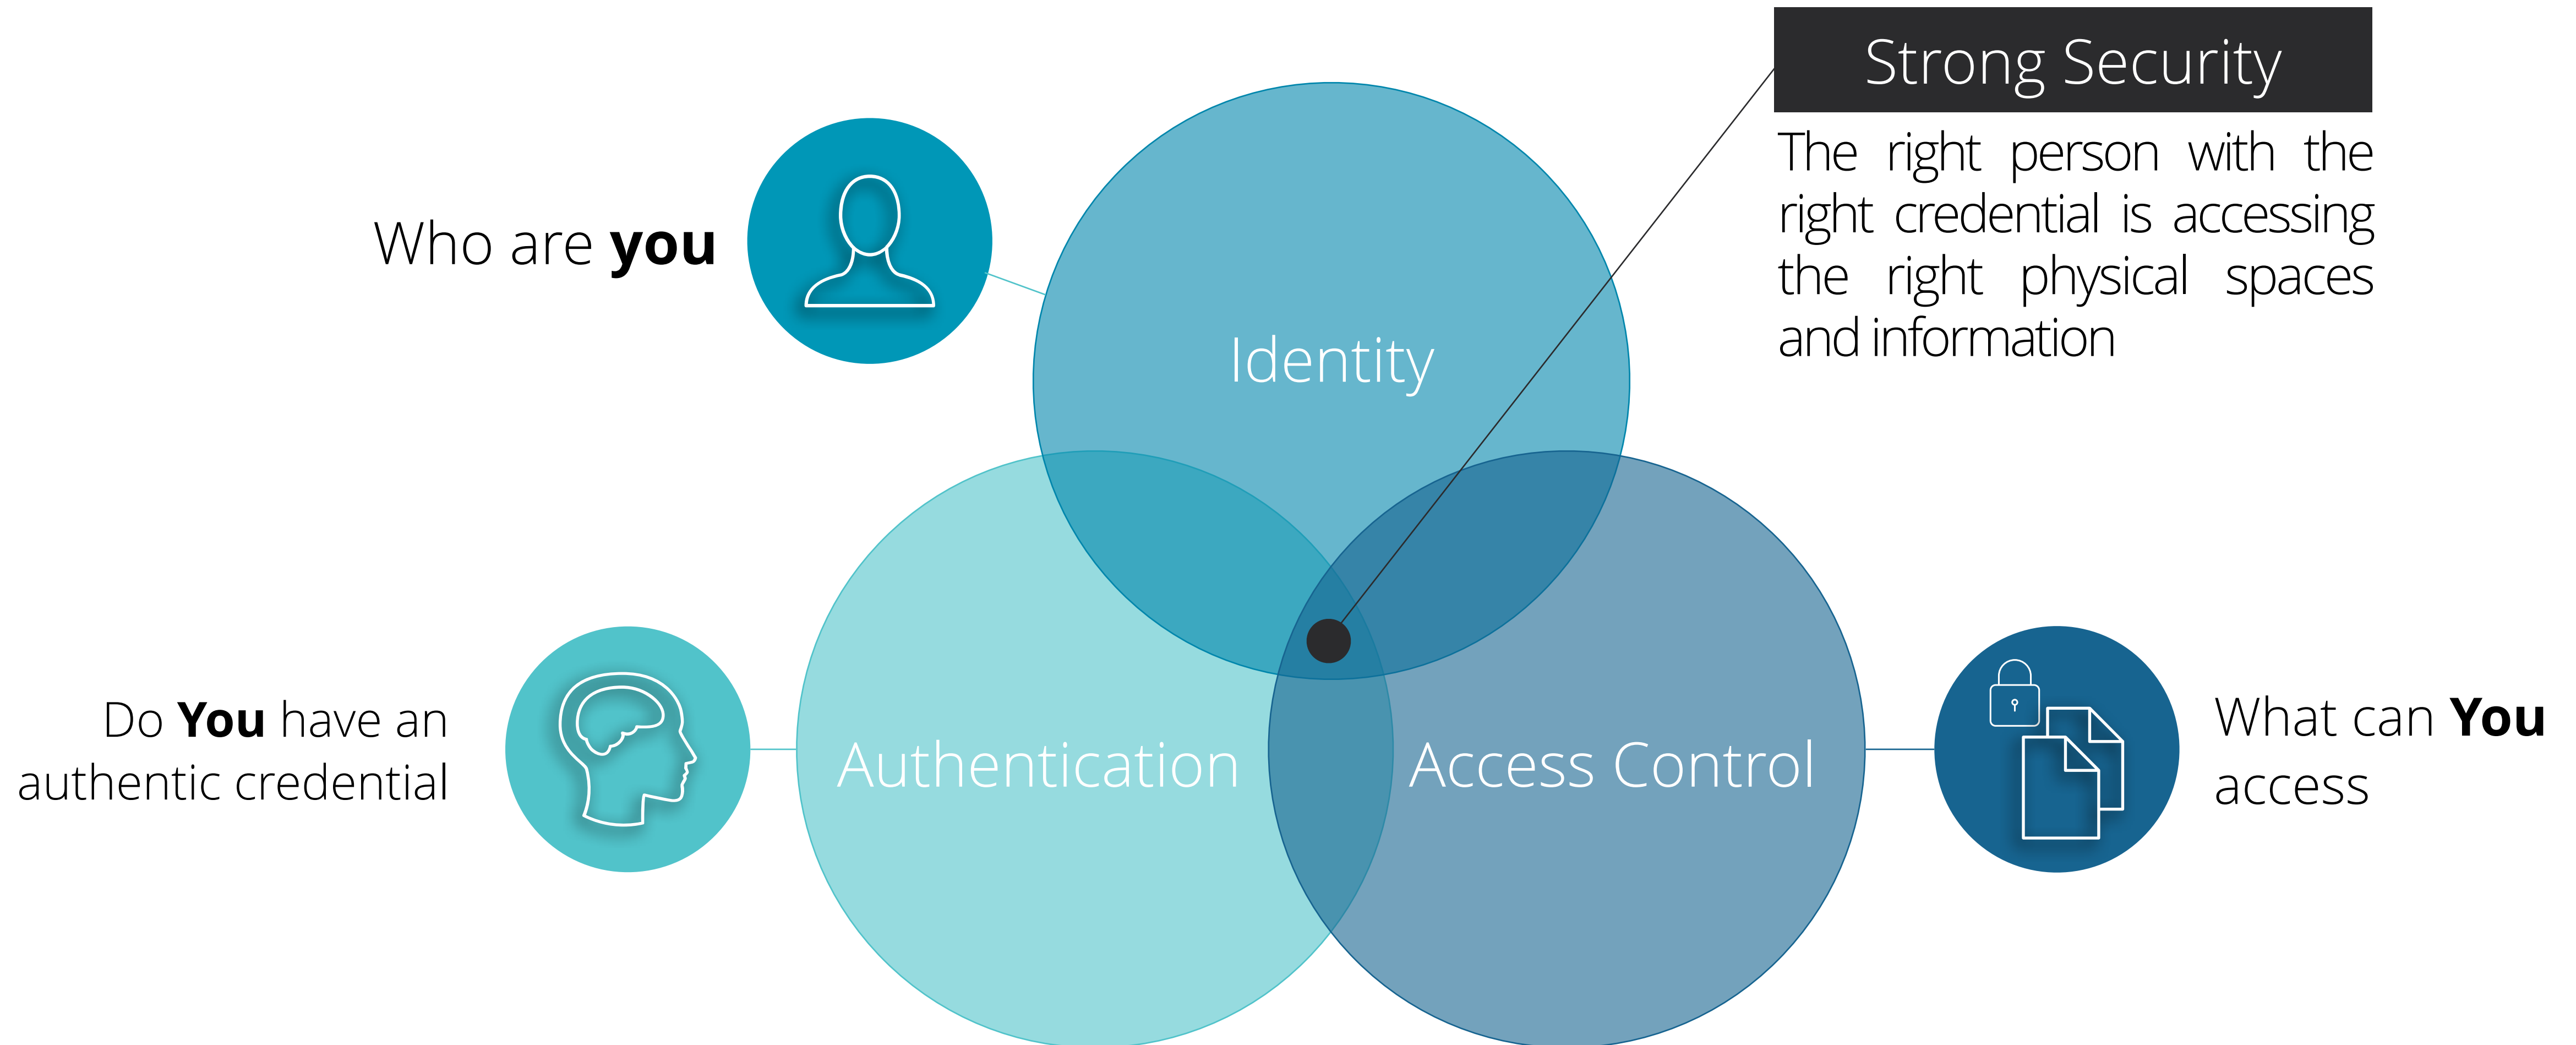 Strong Security
The right person with the
right credential is accessing
the right physical spaces
and information
Who are you
Identity
Do You have an
authentic credential
Authentication
Access Control
What can You
access